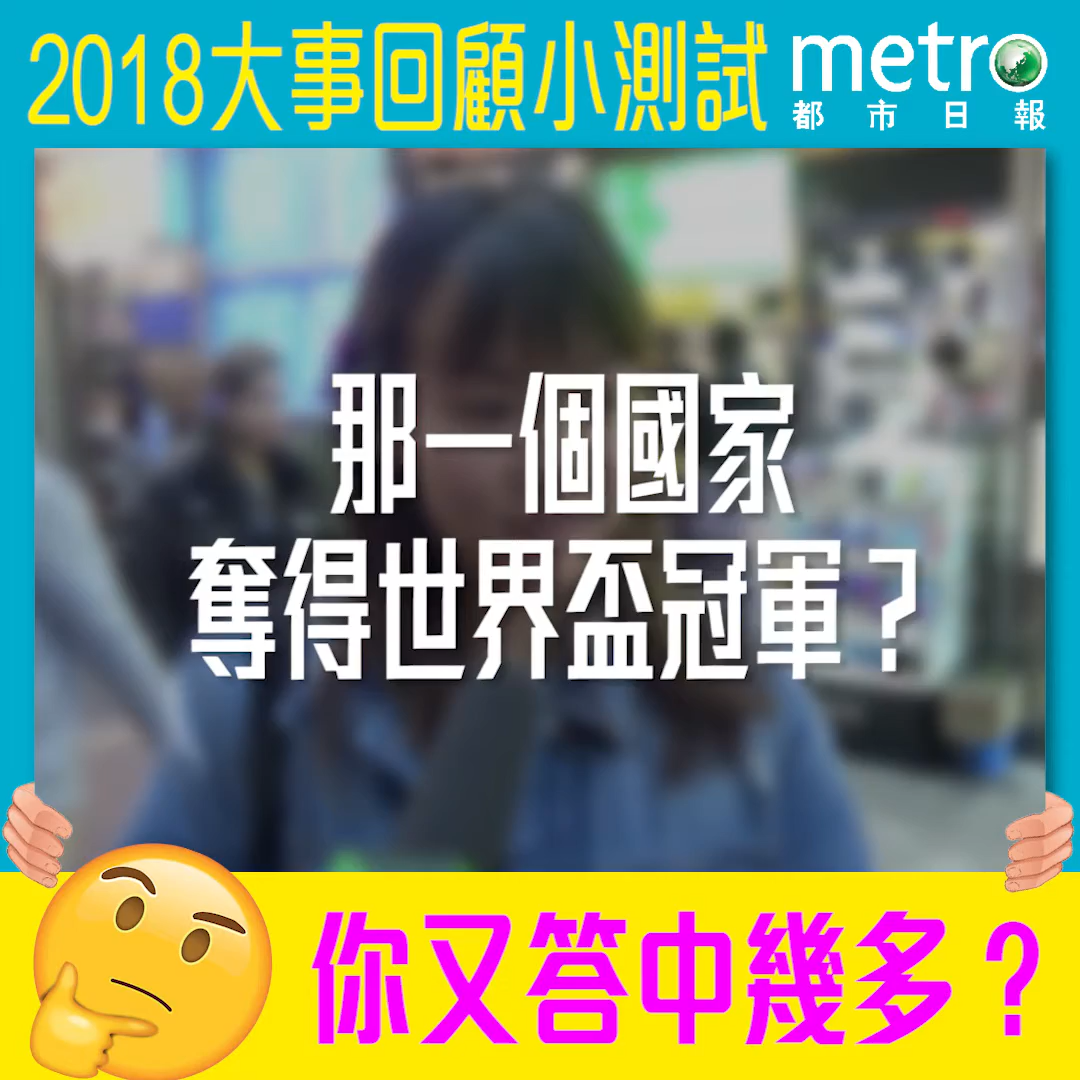 2018大事回顧小測試
metro
都市日報
那一個國家
奪得世界盃冠軍？
你又答中幾多？